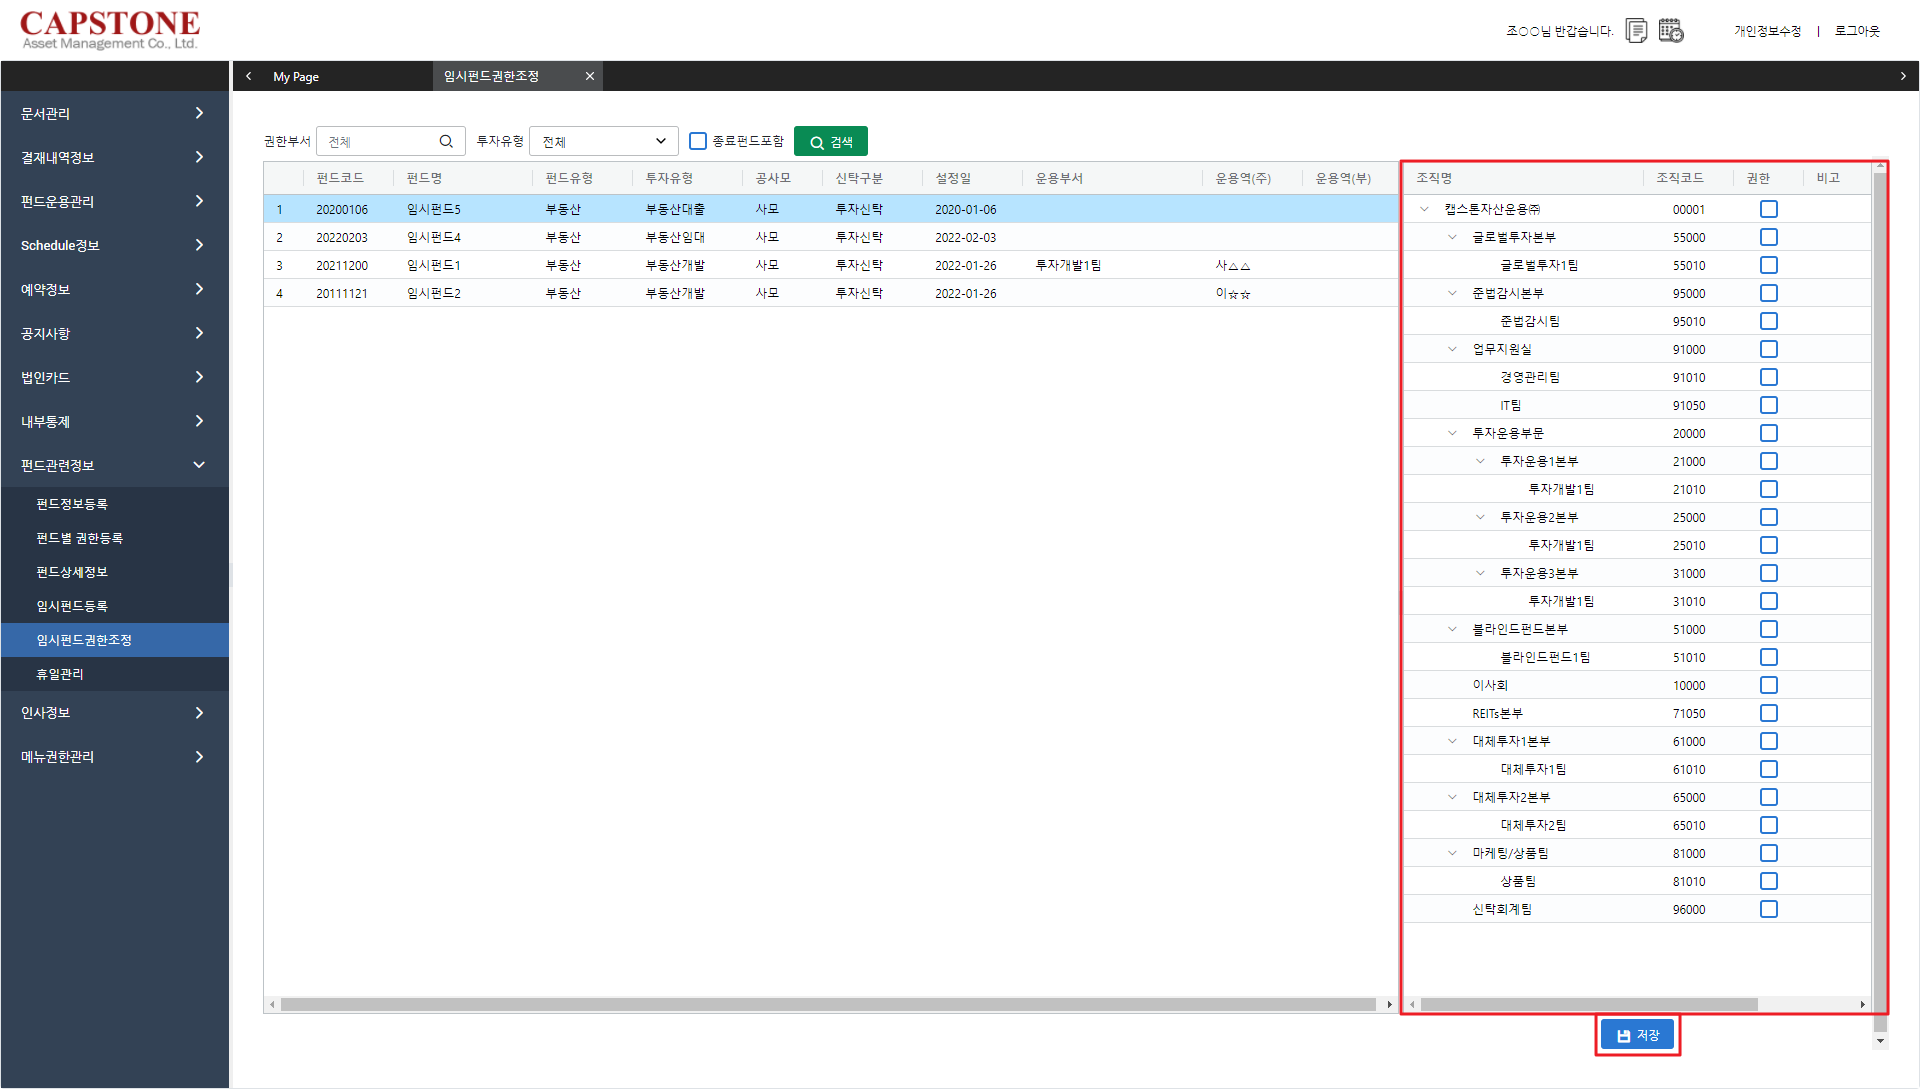 CAPSTONE
Asset Management Co., Ltd.
조○○님 반갑습니다.
개인정보수정 | 로그아웃
My Page
임시펀드권한조정
문서관리
결재내역정보
펀드운용관리
Schedule정보
예약정보
공지사항
법인카드
내부통제
펀드관련정보
펀드정보등록
펀드별 권한등록
펀드상세정보
임시펀드등록
임시펀드권한조정
휴일관리
인사정보
메뉴권한관리
권한부서 전체 투자유형 전체 종료펀드포함 검색
펀드코드 펀드명 펀드유형 투자유형 공사모 신탁구분 설정일 운용부서 운용역(주) 운용역(부)
1 20200106 임시펀드5 부동산 부동산대출 사모 투자신탁 2020-01-06
2 20220203 임시펀드4 부동산 부동산임대 사모 투자신탁 2022-02-03
3 20211200 임시펀드1 부동산 부동산개발 사모 투자신탁 2022-01-26 투자개발1팀 사△△
4 20111121 임시펀드2 부동산 부동산개발 사모 투자신탁 2022-01-26 이☆☆
조직명 조직코드 권한 비고
캡스톤자산운용㈜ 00001
글로벌투자본부 55000
글로벌투자1팀 55010
준법감시본부 95000
준법감시팀 95010
업무지원실 91000
경영관리팀 91010
IT팀 91050
투자운용부문 20000
투자운용1본부 21000
투자개발1팀 21010
투자운용2본부 25000
투자개발1팀 25010
투자운용3본부 31000
투자개발1팀 31010
블라인드펀드본부 51000
블라인드펀드1팀 51010
이사회 10000
REITs본부 71050
대체투자1본부 61000
대체투자1팀 61010
대체투자2본부 65000
대체투자2팀 65010
마케팅/상품팀 81000
상품팀 81010
신탁회계팀 96000
저장